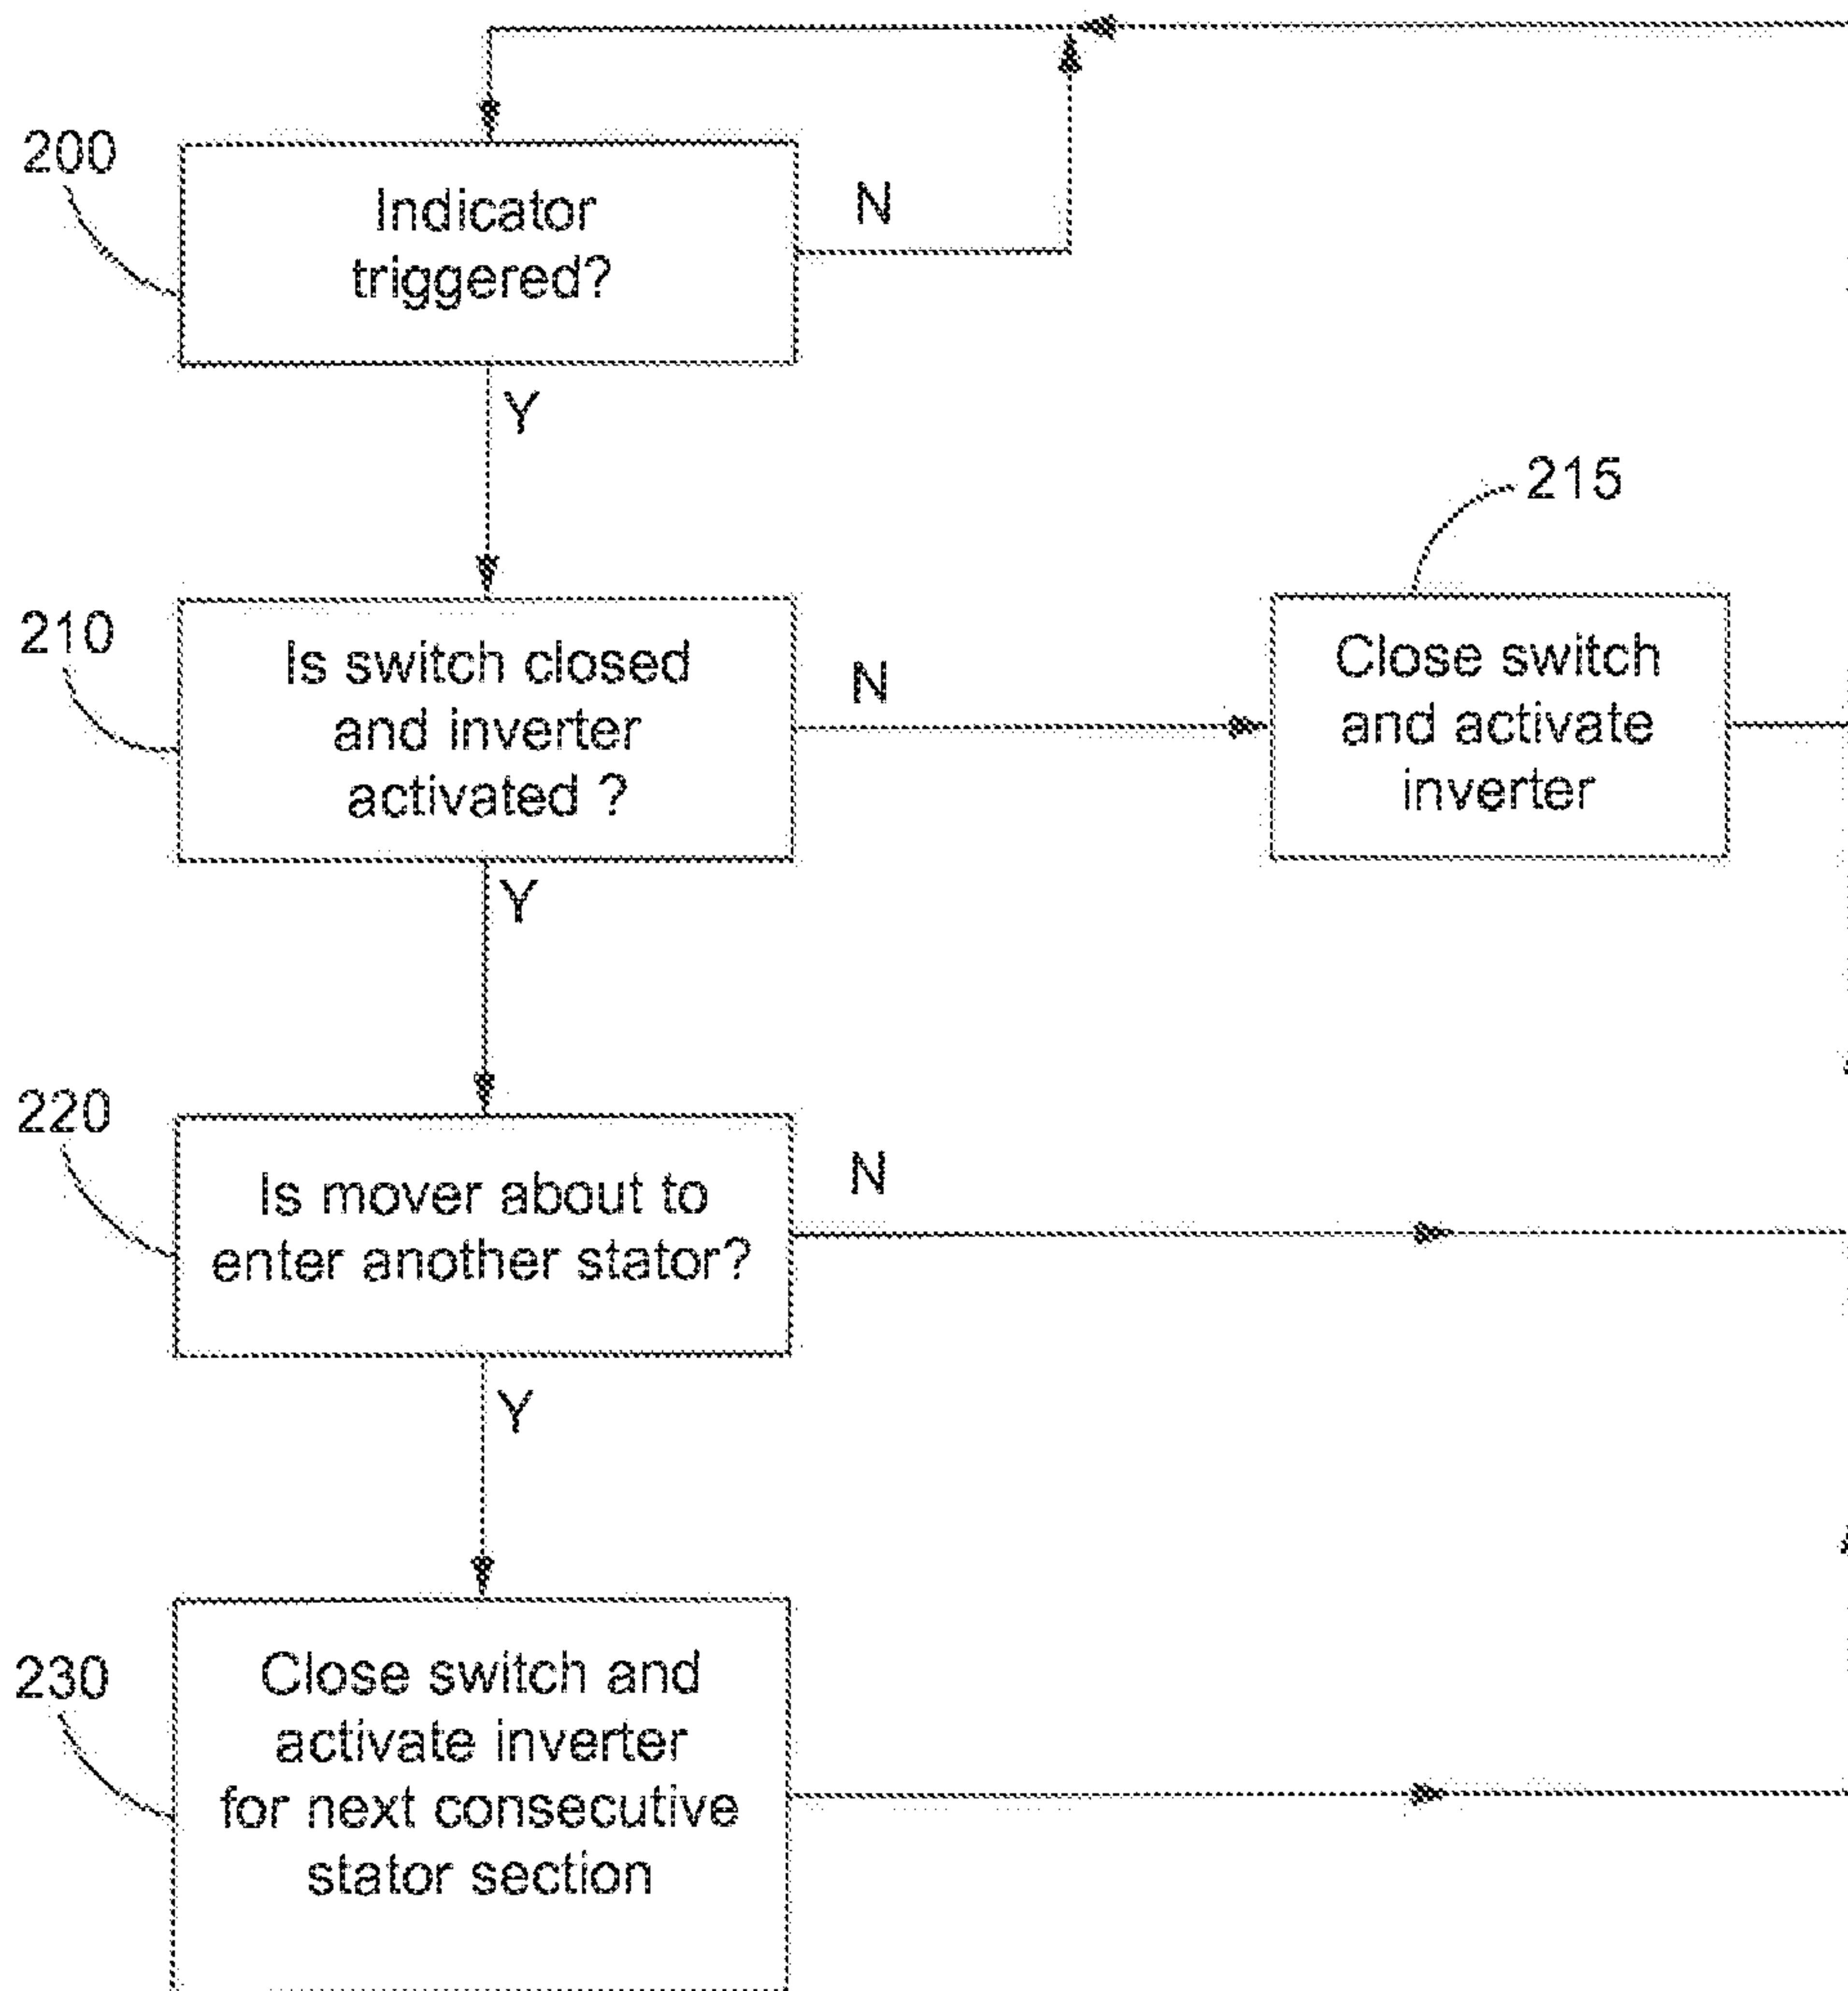 200
Indicator
triggered?
N
Y
210
Is switch closed
and inverter
activated ?
N
215
Close switch
and activate
inverter
Y
220
Is mover about to
enter another stator?
N
Y
230
Close switch and
activate inverter
for next consecutive
stator section